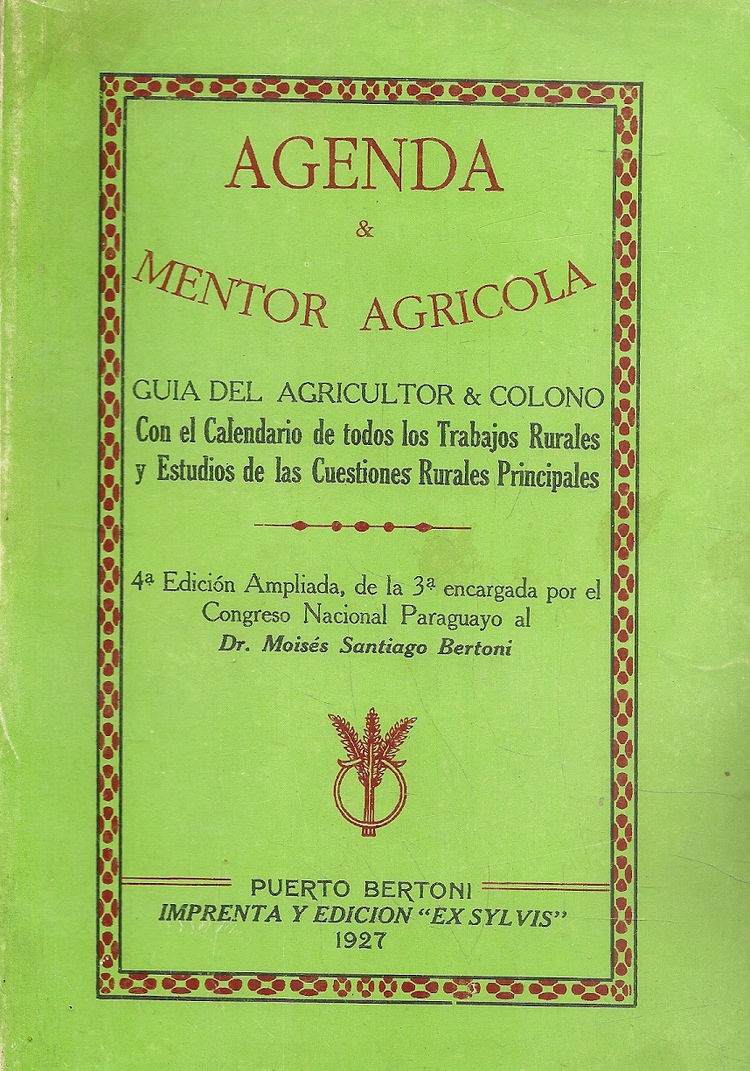 AGENDA
&
MENTOR AGRICOLA
GUIA DEL AGRICULTOR & COLONO
Con el Calendario de todos los Trabajos Rurales
y Estudios de las Cuestiones Rurales Principales
4ª Edición Ampliada, de la 3ª encargada por el
Congreso Nacional Paraguayo al
Dr. Moisés Santiago Bertoni
PUERTO BERTONI
IMPRENTA Y EDICION “EX SYLVIS”
1927